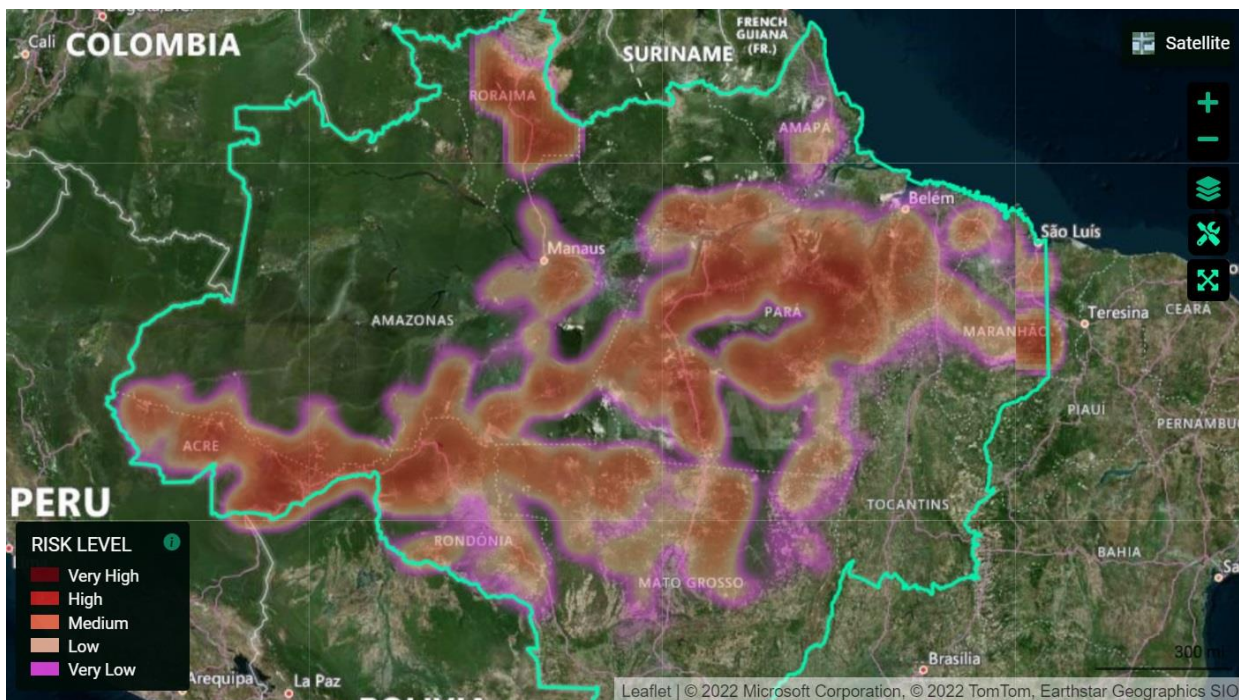 Cali
COLOMBIA
SURINAME
FRENCH
GUIANA
(FR.)
Satellite
+
−
RORAIMA
AMAPÁ
Belém
São Luís
Manaus
AMAZONAS
PARÁ
MARANHÃO
Teresina
CEARÁ
PIAUÍ
ACRE
PERU
TOCANTINS
RONDÔNIA
MATO GROSSO
BAHIA
RISK LEVEL
i
Very High
High
Medium
Low
Very Low
Arequipa
La Paz
Brasília
300 mi
Leaflet | © 2022 Microsoft Corporation, © 2022 TomTom, Earthstar Geographics SIO